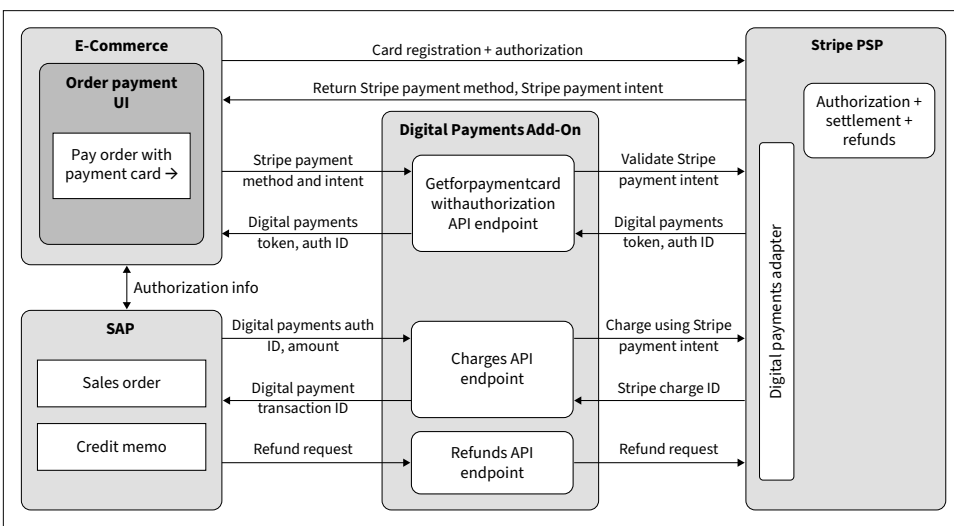 E-Commerce
Order payment
UI
Pay order with
payment card →
Card registration + authorization
Return Stripe payment method, Stripe payment intent
Stripe PSP
Authorization +
settlement +
refunds
Digital Payments Add-On
Stripe payment
method and intent
Getforpaymentcard
withauthorization
API endpoint
Validate Stripe
payment intent
Digital payments
token, auth ID
Digital payments
token, auth ID
Digital payments adapter
Authorization info
SAP
Sales order
Credit memo
Digital payments auth
ID, amount
Charges API
endpoint
Charge using Stripe
payment intent
Digital payment
transaction ID
Stripe charge ID
Refund request
Refunds API
endpoint
Refund request